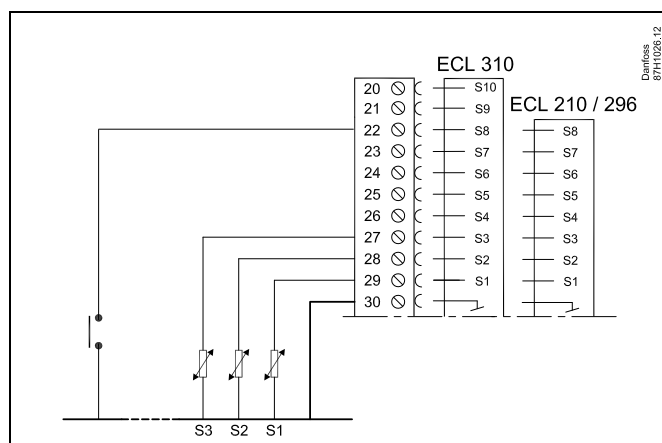 Danfoss
87H1026.12
ECL 310
ECL 210 / 296
20 S10
21 S9
22 S8 S8
23 S7 S7
24 S6 S6
25 S5 S5
26 S4 S4
27 S3 S3
28 S2 S2
29 S1 S1
30
S3 S2 S1